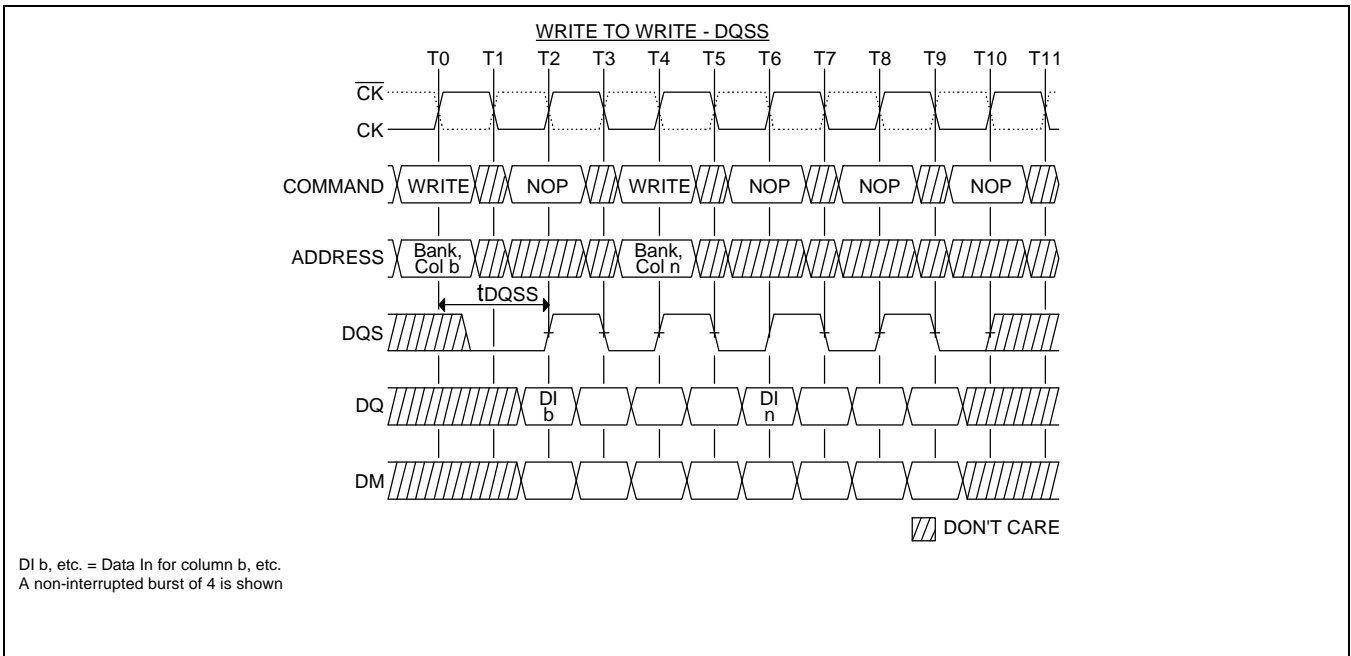 WRITE TO WRITE - DQSS
T0 T1 T2 T3 T4 T5 T6 T7 T8 T9 T10 T11
CK
CK
COMMAND WRITE NOP WRITE NOP NOP NOP
ADDRESS Bank, Col b Bank, Col n
tDQSS
DQS
DQ DI b DI n
DM
DON'T CARE
DI b, etc. = Data In for column b, etc.
A non-interrupted burst of 4 is shown